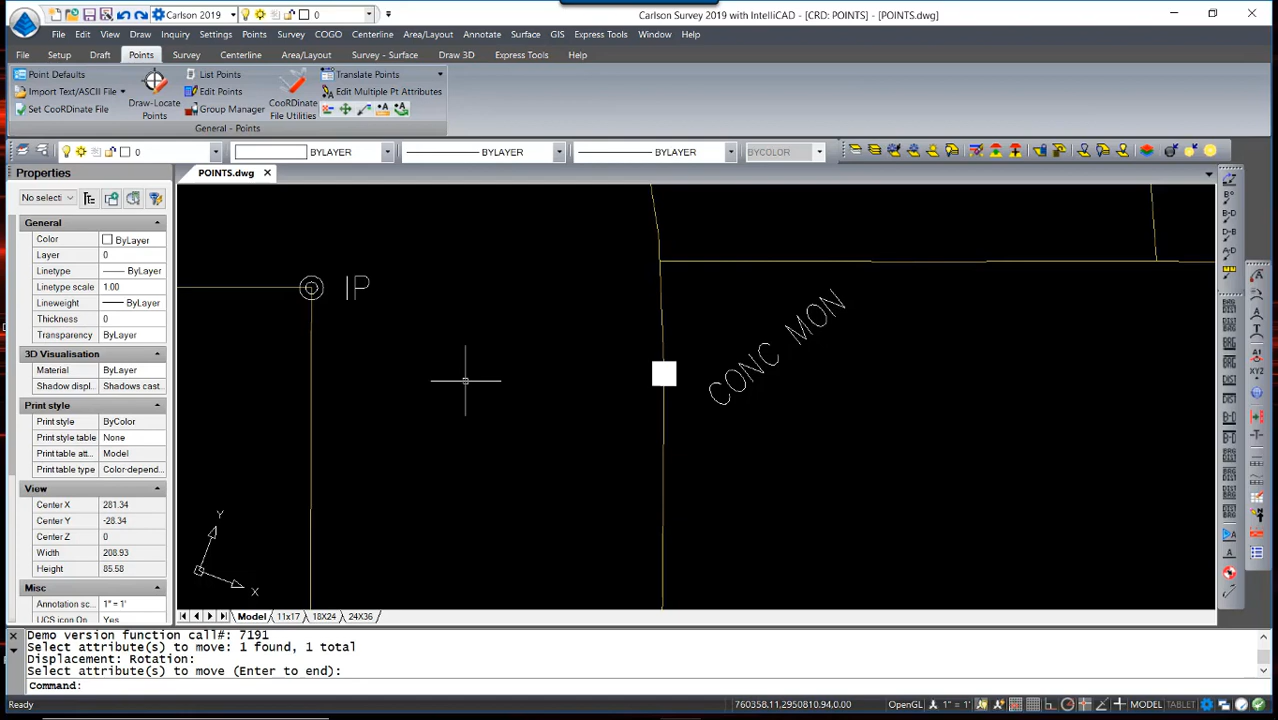 Carlson 2019
0
Carlson Survey 2019 with IntelliCAD - [CRD: POINTS] - [POINTS.dwg]
File Edit View Draw Inquiry Settings Points Survey COGO Centerline Area/Layout Annotate Surface GIS Express Tools Window Help
File Setup Draft Points Survey Centerline Area/Layout Survey - Surface Draw 3D Express Tools Help
Point Defaults
Import Text/ASCII File
Set CooRDinate File
Draw-Locate Points
List Points
Edit Points
Group Manager
CooRDinate File Utilities
Translate Points
Edit Multiple Pt Attributes
General - Points
0 BYLAYER BYLAYER BYLAYER BYCOLOR
Properties
POINTS.dwg
No selecti
General
Color ByLayer
Layer 0
Linetype ByLayer
Linetype scale 1.00
Lineweight ByLayer
Thickness 0
Transparency ByLayer
3D Visualisation
Material ByLayer
Shadow displ... Shadows cast...
Print style
Print style ByColor
Print style table None
Print table att... Model
Print table type Color-depend...
View
Center X 281.34
Center Y -28.34
Center Z 0
Width 208.93
Height 85.58
Misc
Annotation sc... 1" = 1'
UCS icon On Yes
IP
CONC MON
Y
X
B-D
D-B
A-D
BRG
DIST
XYZ
Model 11x17 18X24 24X36
Demo version function call#: 7191
Select attribute(s) to move: 1 found, 1 total
Displacement: Rotation:
Select attribute(s) to move (Enter to end):
Command:
Ready
760358.11,2950810.94,0.00 OpenGL 1" = 1' MODEL TABLET